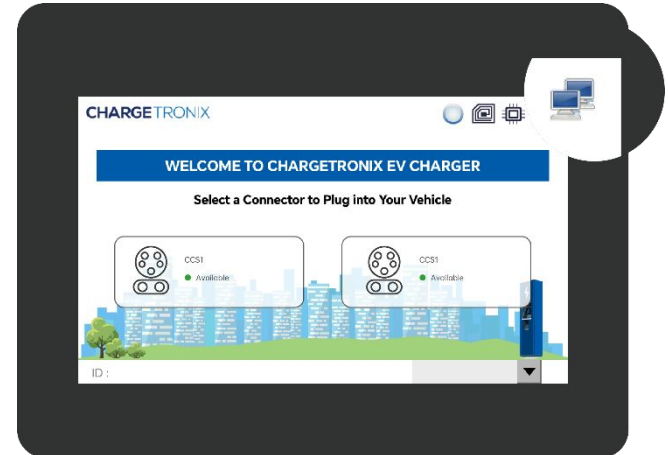 CHARGETRONIX
WELCOME TO CHARGETRONIX EV CHARGER
Select a Connector to Plug into Your Vehicle
CCS1
Available
CCS1
Available
ID :